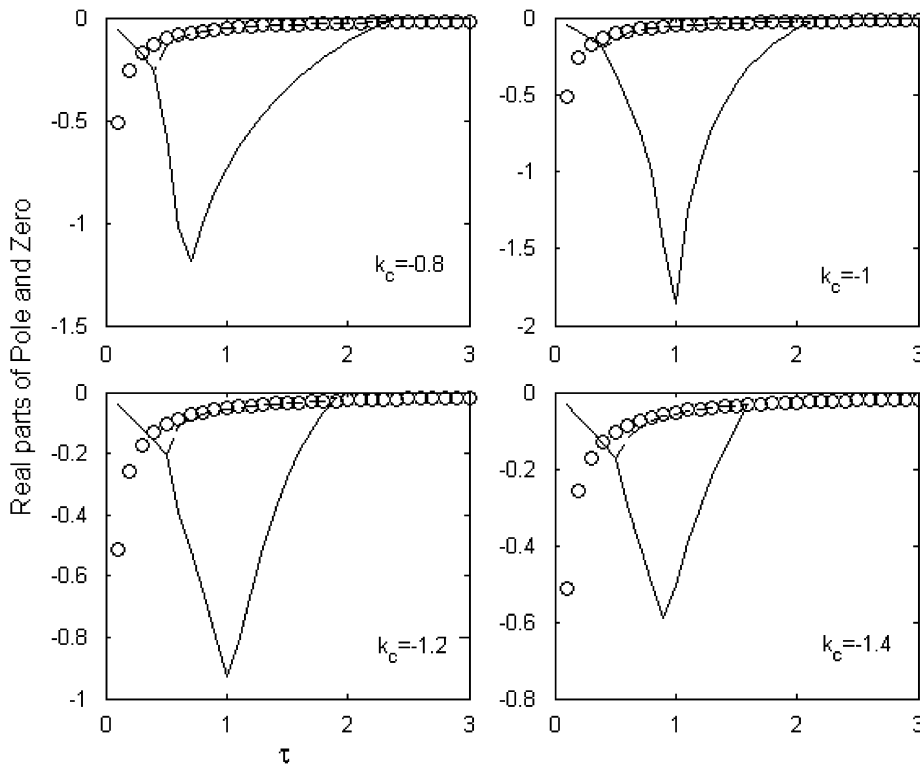 0
-0.5
-1
-1.5
0 1 2 3
k_c=-0.8
0
-0.5
-1
-1.5
-2
0 1 2 3
k_c=-1
Real parts of Pole and Zero
0
-0.2
-0.4
-0.6
-0.8
-1
0 1 2 3
k_c=-1.2
τ
0
-0.2
-0.4
-0.6
-0.8
0 1 2 3
k_c=-1.4